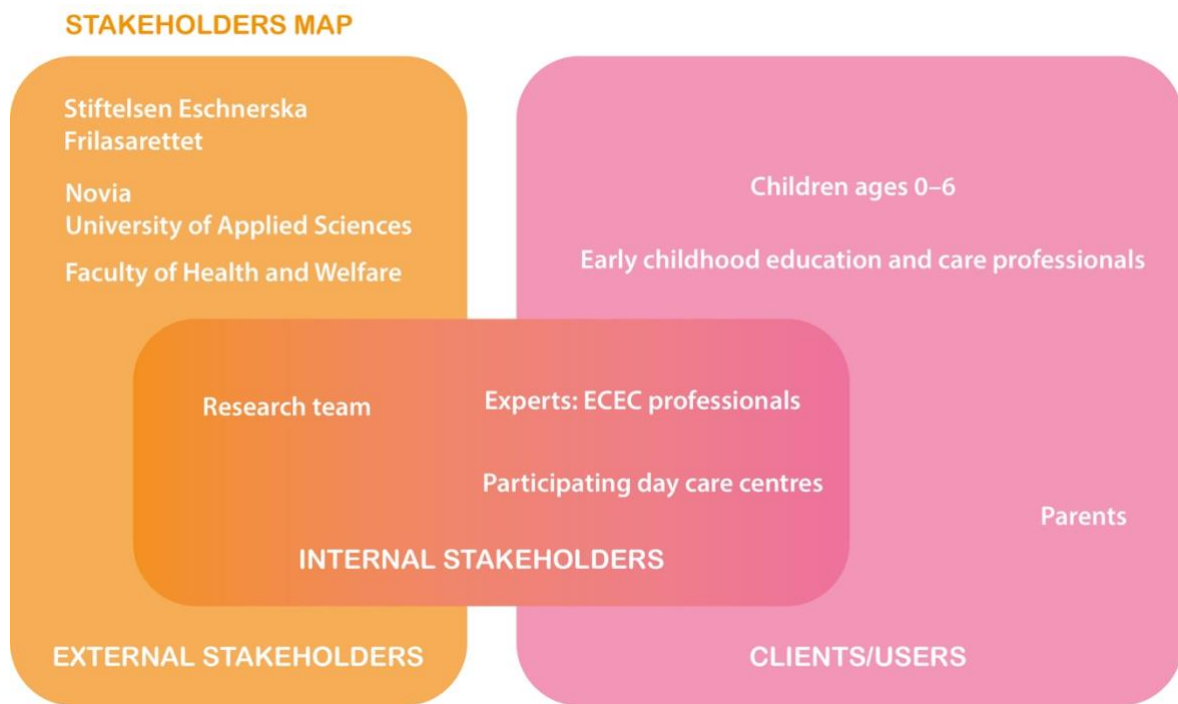 STAKEHOLDERS MAP
Stiftelsen Eschnerska
Frilasarettet
Novia
University of Applied Sciences
Faculty of Health and Welfare
Children ages 0–6
Early childhood education and care professionals
Research team
Experts: ECEC professionals
Participating day care centres
Parents
INTERNAL STAKEHOLDERS
EXTERNAL STAKEHOLDERS
CLIENTS/USERS